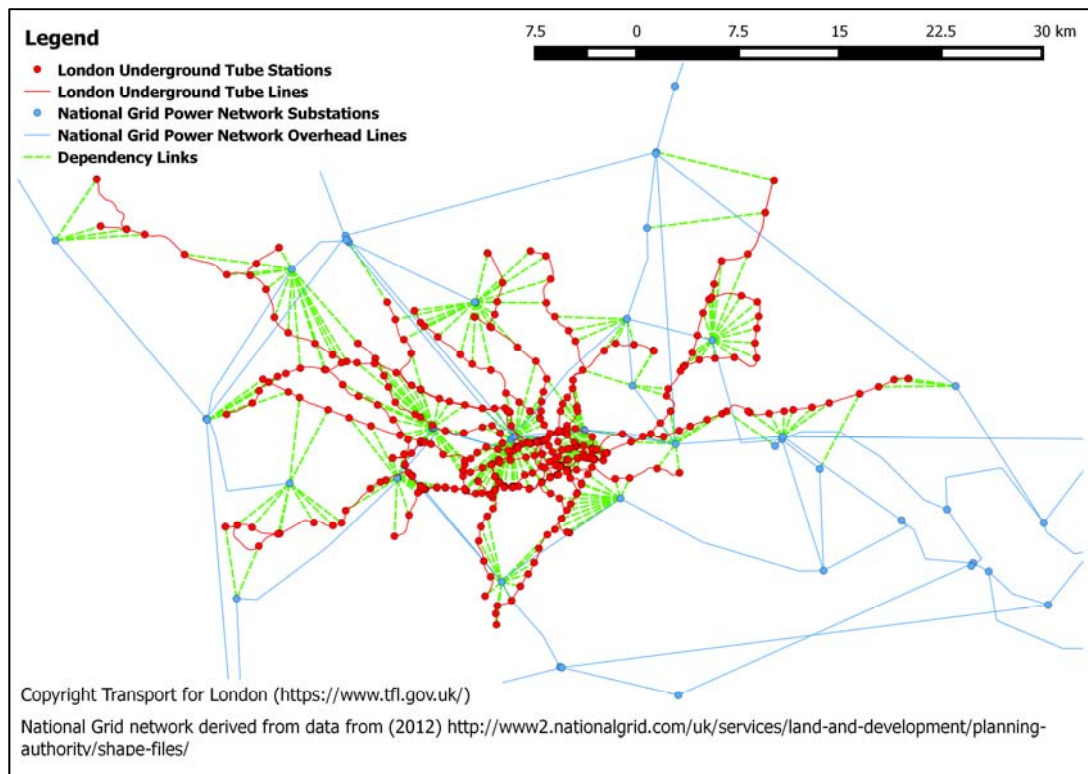 Legend
7.5 0 7.5 15 22.5 30 km
London Underground Tube Stations
London Underground Tube Lines
National Grid Power Network Substations
National Grid Power Network Overhead Lines
Dependency Links
Copyright Transport for London (https://www.tfl.gov.uk/)
National Grid network derived from data from (2012) http://www2.nationalgrid.com/uk/services/land-and-development/planning-
authority/shape-files/